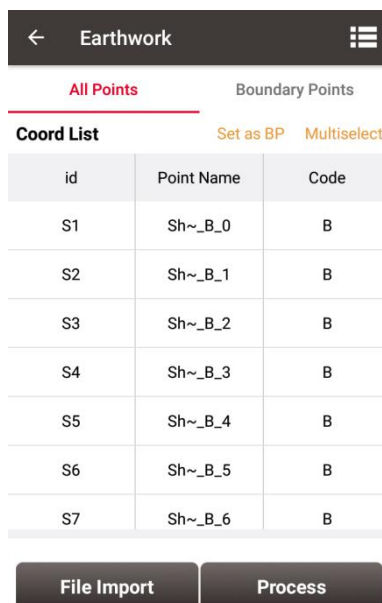 ← Earthwork
All Points Boundary Points
Coord List Set as BP Multiselect
id Point Name Code
S1 Sh~_B_0 B
S2 Sh~_B_1 B
S3 Sh~_B_2 B
S4 Sh~_B_3 B
S5 Sh~_B_4 B
S6 Sh~_B_5 B
S7 Sh~_B_6 B
File Import Process